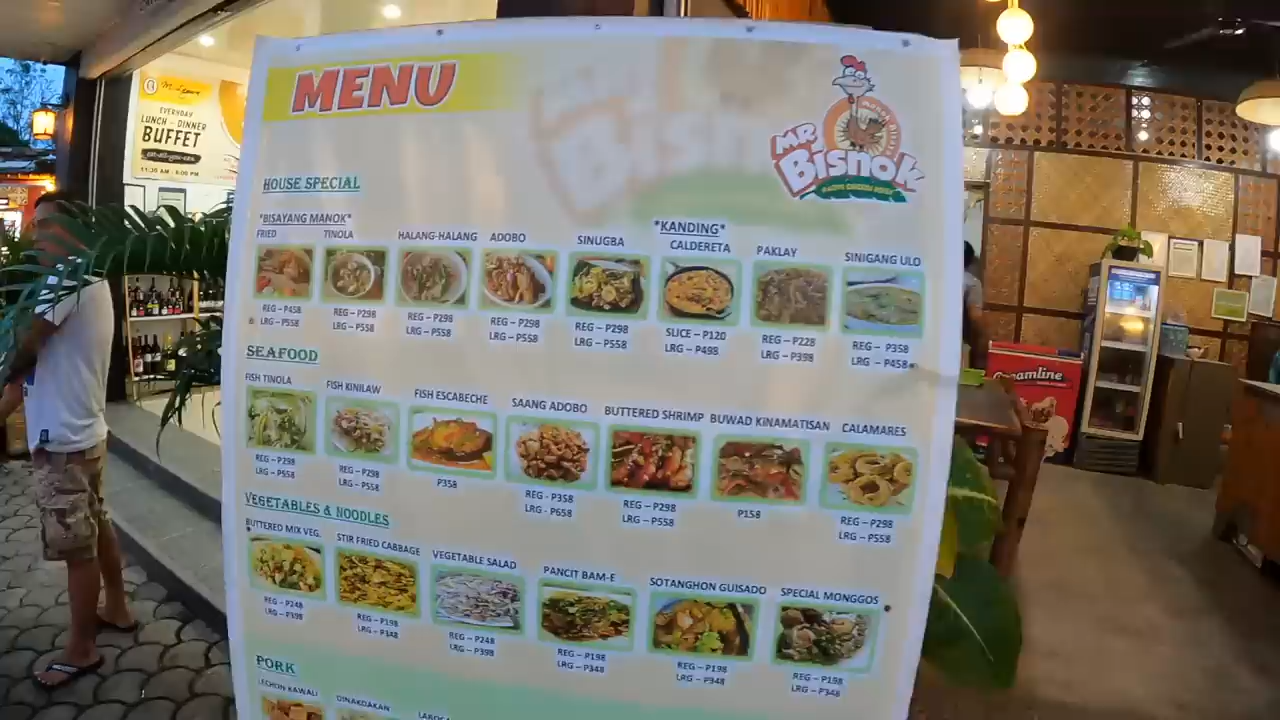 MENU
MR
Bisnok
HOUSE SPECIAL
*BISAYANG MANOK*
*KANDING*
FRIED
TINOLA
HALANG-HALANG
ADOBO
SINUGBA
CALDERETA
PAKLAY
SINIGANG ULO
REG – P458
LRG – P558
REG – P298
LRG – P558
REG – P298
LRG – P558
REG – P298
LRG – P558
REG – P298
LRG – P558
SLICE – P120
LRG – P498
REG – P228
LRG – P398
REG – P358
LRG – P458
SEAFOOD
FISH TINOLA
FISH KINILAW
FISH ESCABECHE
SAANG ADOBO
BUTTERED SHRIMP
BUWAD KINAMATISAN
CALAMARES
REG – P298
LRG – P558
REG – P298
LRG – P558
P358
REG - P358
LRG - P658
REG – P298
LRG – P558
P158
REG – P298
LRG – P558
VEGETABLES & NOODLES
BUTTERED MIX VEG.
STIR FRIED CABBAGE
VEGETABLE SALAD
PANCIT BAM-E
SOTANGHON GUISADO
SPECIAL MONGGOS
REG – P248
LRG – P398
REG – P198
LRG – P348
REG – P248
LRG – P398
REG – P198
LRG – P348
REG – P198
LRG – P348
REG – P198
LRG – P348
PORK
LECHON KAWALI
DINAKDAKAN
EVERYDAY
LUNCH - DINNER
BUFFET
Creamline